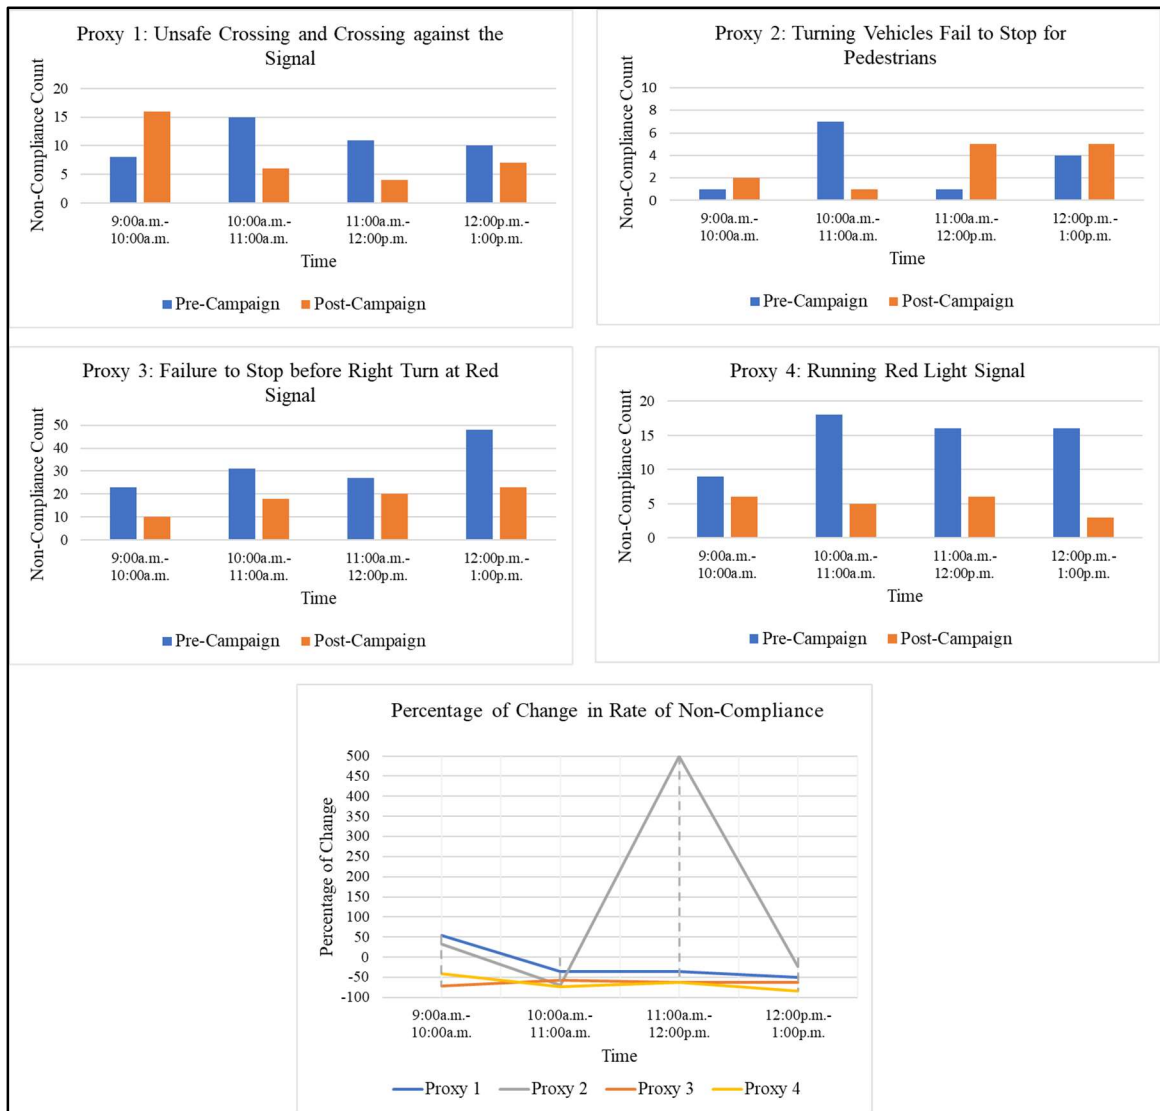 Proxy 1: Unsafe Crossing and Crossing against the
Signal
Non-Compliance Count
20
15
10
5
0
9:00a.m.- 10:00a.m.- 11:00a.m.- 12:00p.m.-
10:00a.m. 11:00a.m. 12:00p.m. 1:00p.m.
Time
Pre-Campaign Post-Campaign
Proxy 2: Turning Vehicles Fail to Stop for
Pedestrians
Non-Compliance Count
10
8
6
4
2
0
9:00a.m.- 10:00a.m.- 11:00a.m.- 12:00p.m.-
10:00a.m. 11:00a.m. 12:00p.m. 1:00p.m.
Time
Pre-Campaign Post-Campaign
Proxy 3: Failure to Stop before Right Turn at Red
Signal
Non-Compliance Count
50
40
30
20
10
0
9:00a.m.- 10:00a.m.- 11:00a.m.- 12:00p.m.-
10:00a.m. 11:00a.m. 12:00p.m. 1:00p.m.
Time
Pre-Campaign Post-Campaign
Proxy 4: Running Red Light Signal
Non-Compliance Count
20
15
10
5
0
9:00a.m.- 10:00a.m.- 11:00a.m.- 12:00p.m.-
10:00a.m. 11:00a.m. 12:00p.m. 1:00p.m.
Time
Pre-Campaign Post-Campaign
Percentage of Change in Rate of Non-Compliance
Percentage of Change
500
450
400
350
300
250
200
150
100
50
0
-50
-100
9:00a.m.- 10:00a.m.- 11:00a.m.- 12:00p.m.-
10:00a.m. 11:00a.m. 12:00p.m. 1:00p.m.
Time
Proxy 1 Proxy 2 Proxy 3 Proxy 4